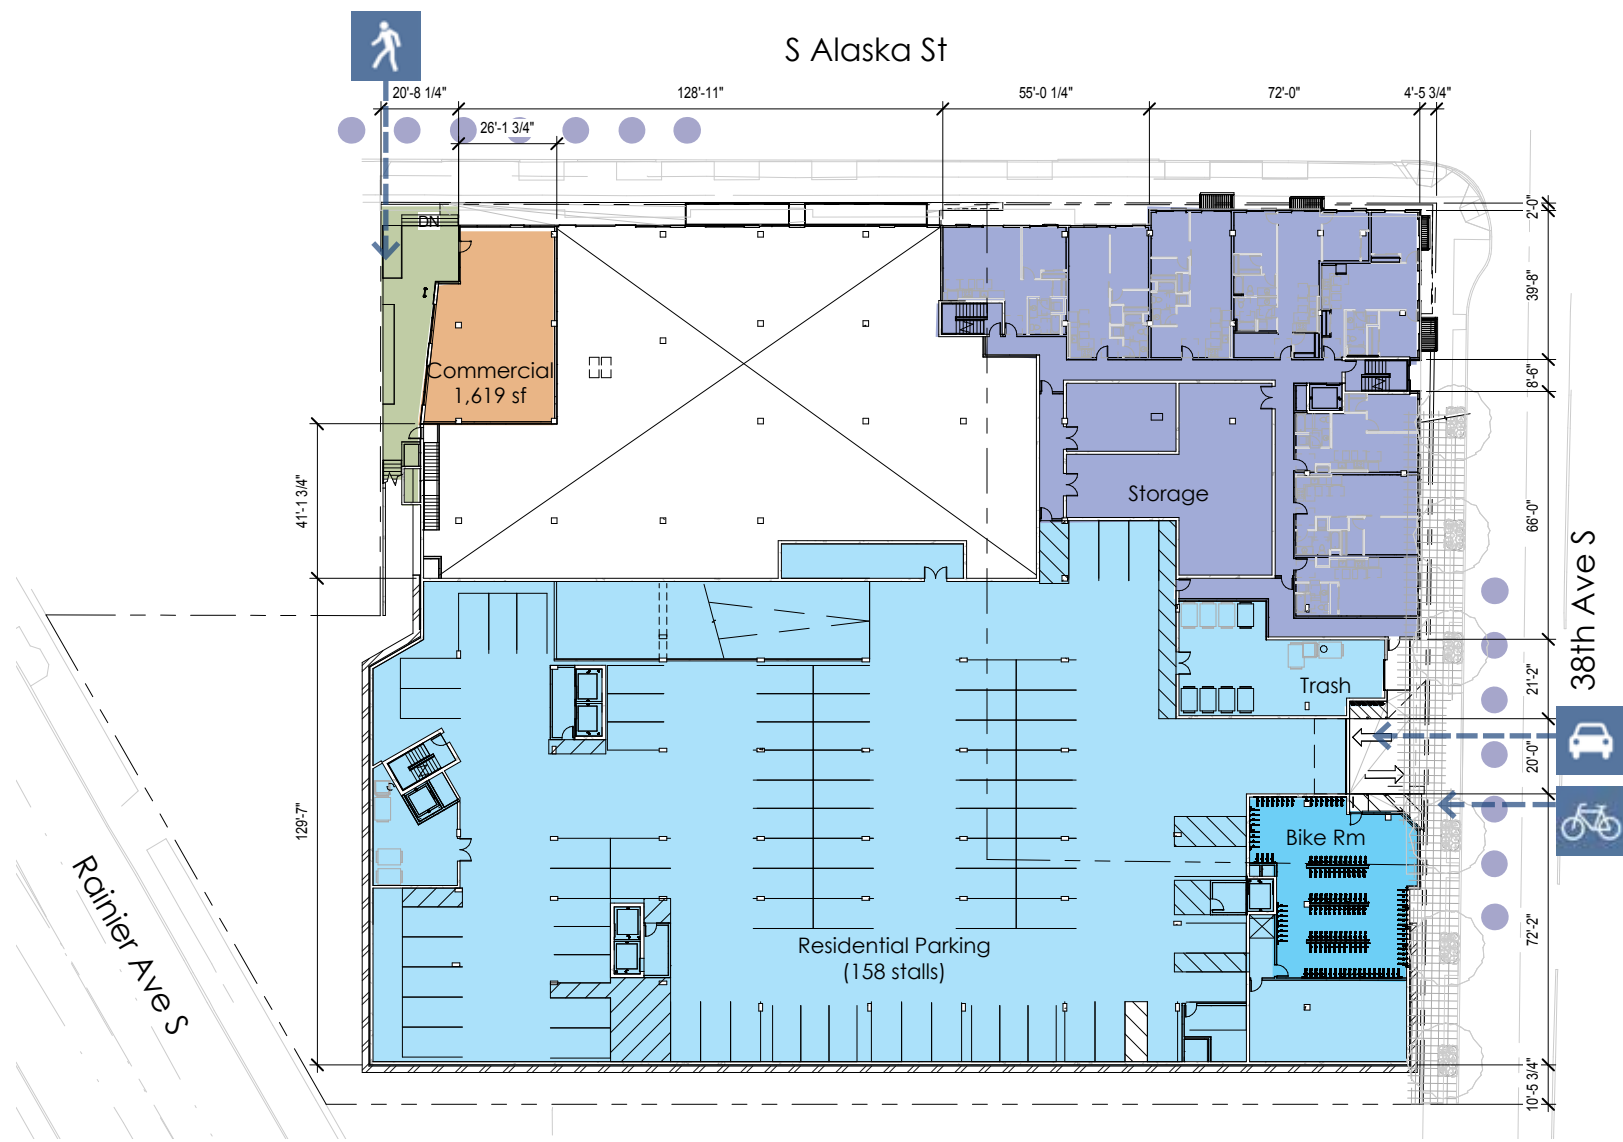 S Alaska St
20'-8 1/4"
128'-11"
55'-0 1/4"
72'-0"
4'-5 3/4"
26'-1 3/4"
DN
2'-0"
39'-8"
8'-6"
Commercial
1,619 sf
41'-1 3/4"
Storage
66'-0"
38th Ave S
Trash
21'-2"
20'-0"
129'-7"
Bike Rm
Rainier Ave S
Residential Parking
(158 stalls)
72'-2"
10'-5 3/4"